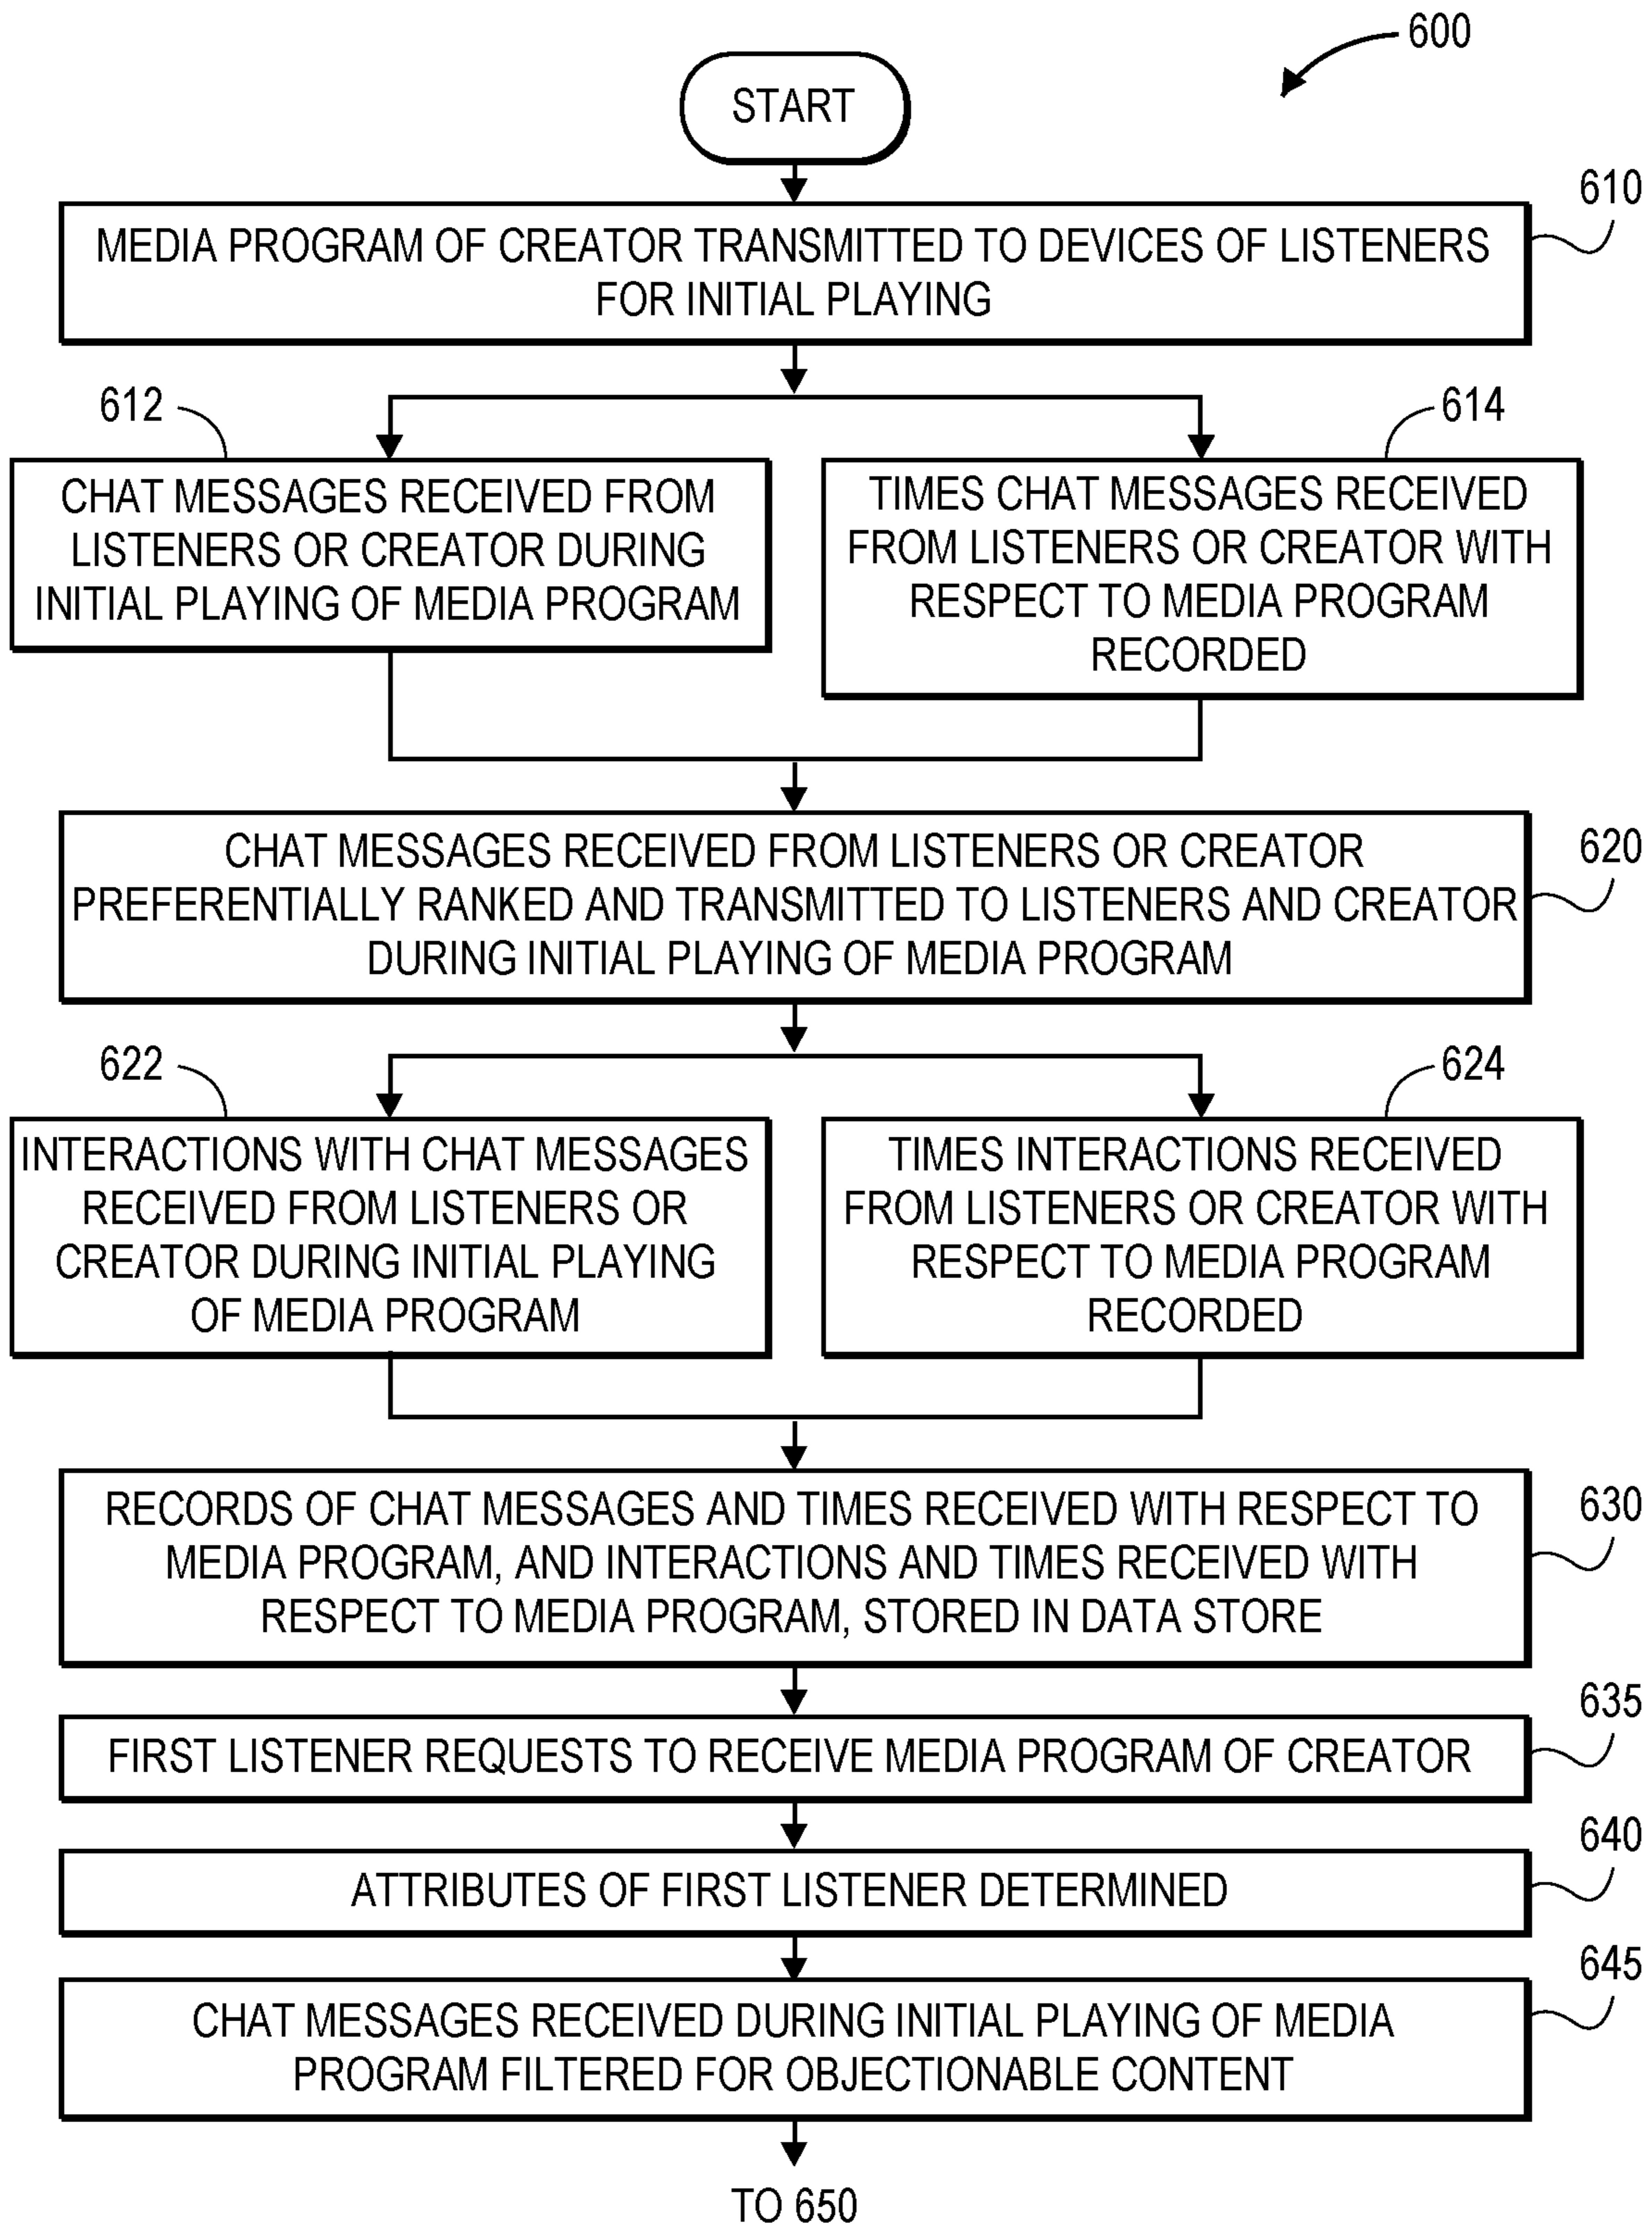 600
START
610
MEDIA PROGRAM OF CREATOR TRANSMITTED TO DEVICES OF LISTENERS
FOR INITIAL PLAYING
612
CHAT MESSAGES RECEIVED FROM
LISTENERS OR CREATOR DURING
INITIAL PLAYING OF MEDIA PROGRAM
614
TIMES CHAT MESSAGES RECEIVED
FROM LISTENERS OR CREATOR WITH
RESPECT TO MEDIA PROGRAM
RECORDED
620
CHAT MESSAGES RECEIVED FROM LISTENERS OR CREATOR
PREFERENTIALLY RANKED AND TRANSMITTED TO LISTENERS AND CREATOR
DURING INITIAL PLAYING OF MEDIA PROGRAM
622
INTERACTIONS WITH CHAT MESSAGES
RECEIVED FROM LISTENERS OR
CREATOR DURING INITIAL PLAYING
OF MEDIA PROGRAM
624
TIMES INTERACTIONS RECEIVED
FROM LISTENERS OR CREATOR WITH
RESPECT TO MEDIA PROGRAM
RECORDED
630
RECORDS OF CHAT MESSAGES AND TIMES RECEIVED WITH RESPECT TO
MEDIA PROGRAM, AND INTERACTIONS AND TIMES RECEIVED WITH
RESPECT TO MEDIA PROGRAM, STORED IN DATA STORE
635
FIRST LISTENER REQUESTS TO RECEIVE MEDIA PROGRAM OF CREATOR
640
ATTRIBUTES OF FIRST LISTENER DETERMINED
645
CHAT MESSAGES RECEIVED DURING INITIAL PLAYING OF MEDIA
PROGRAM FILTERED FOR OBJECTIONABLE CONTENT
TO 650